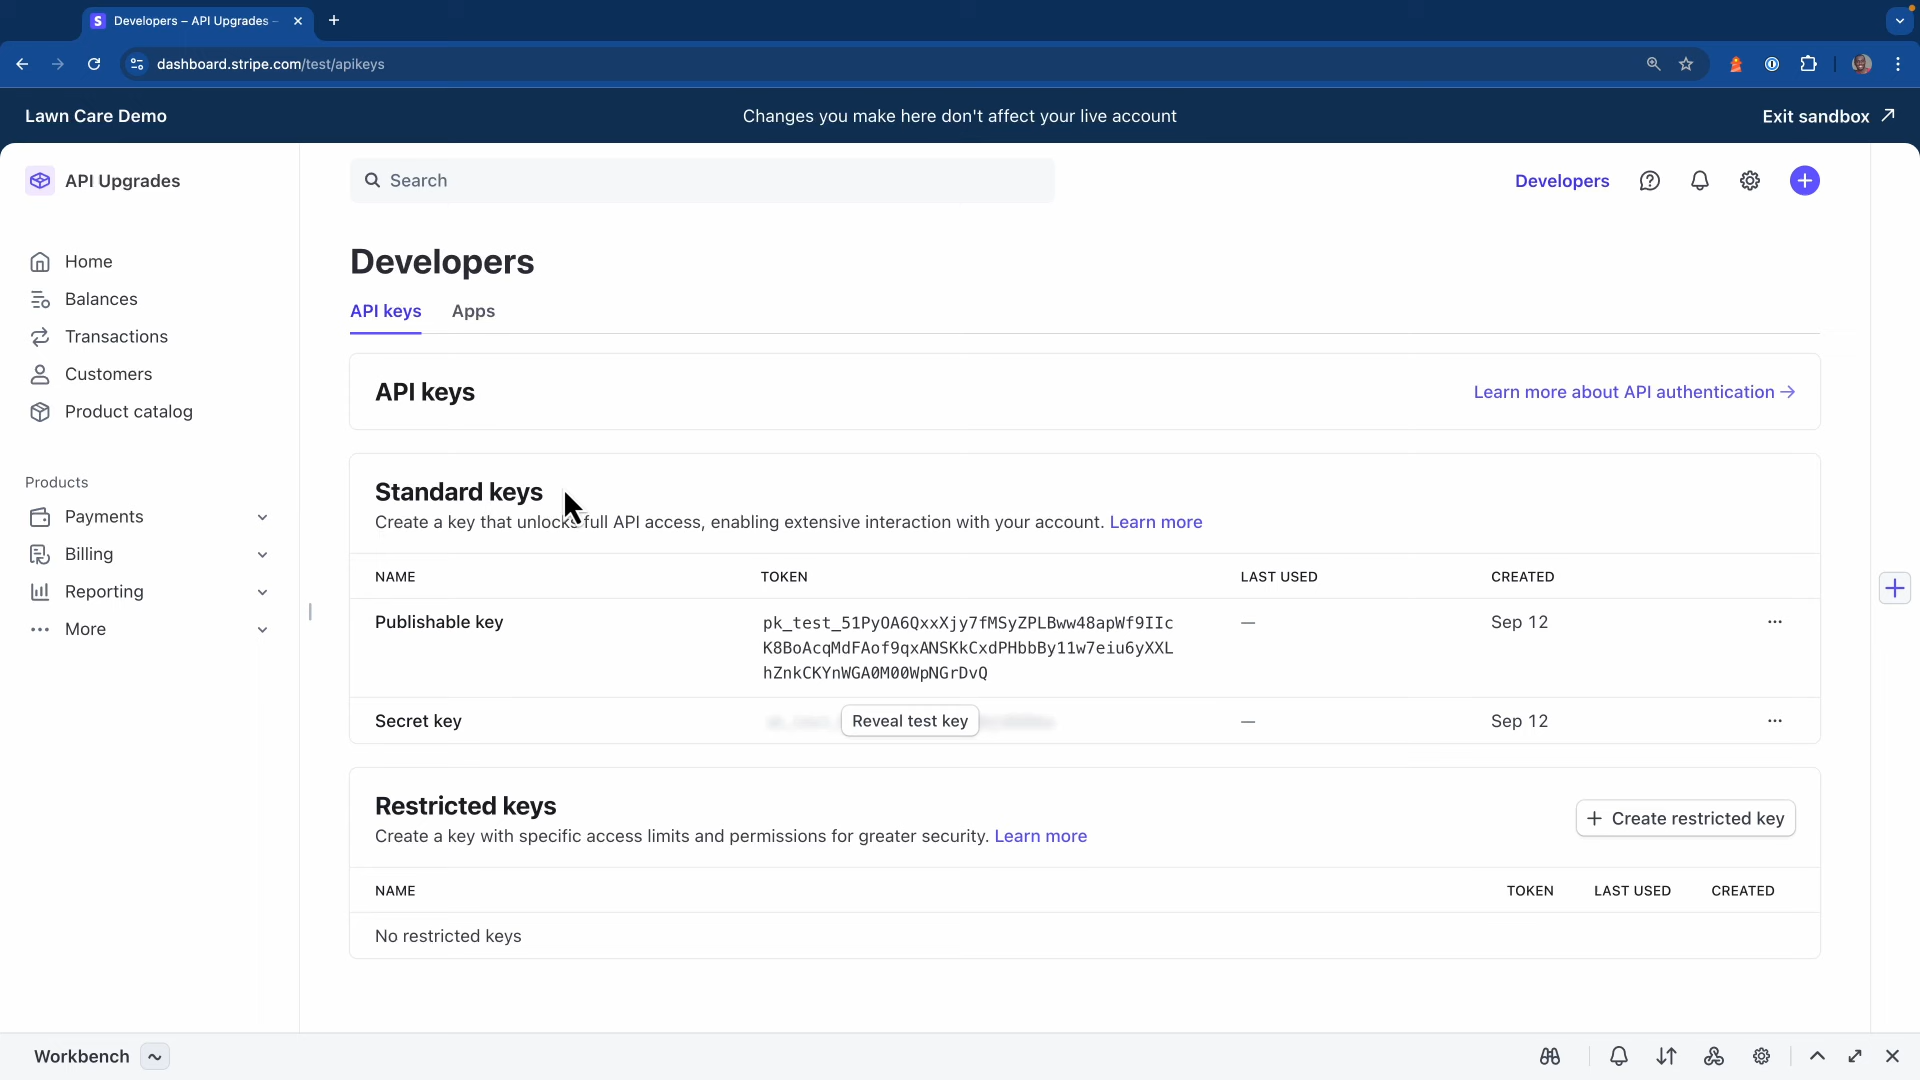 Developers – API Upgrades –
dashboard.stripe.com/test/apikeys
Lawn Care Demo
Changes you make here don't affect your live account
Exit sandbox
API Upgrades
Search
Developers
Home
Balances
Transactions
Customers
Product catalog
Products
Payments
Billing
Reporting
More
Developers
API keys
Apps
API keys
Learn more about API authentication
Standard keys
Create a key that unlocks full API access, enabling extensive interaction with your account. Learn more
NAME TOKEN LAST USED CREATED
Publishable key
pk_test_51PyOA6QxxXjy7fMSyZPLBww48apWf9IIc
K8BoAcqMdFAof9qxANSKkCxdPHbbBy11w7eiu6yXXL
hZnkCKYnWGA0M00WpNGrDvQ
—
Sep 12
Secret key
Reveal test key
—
Sep 12
Restricted keys
Create a key with specific access limits and permissions for greater security. Learn more
Create restricted key
NAME TOKEN LAST USED CREATED
No restricted keys
Workbench